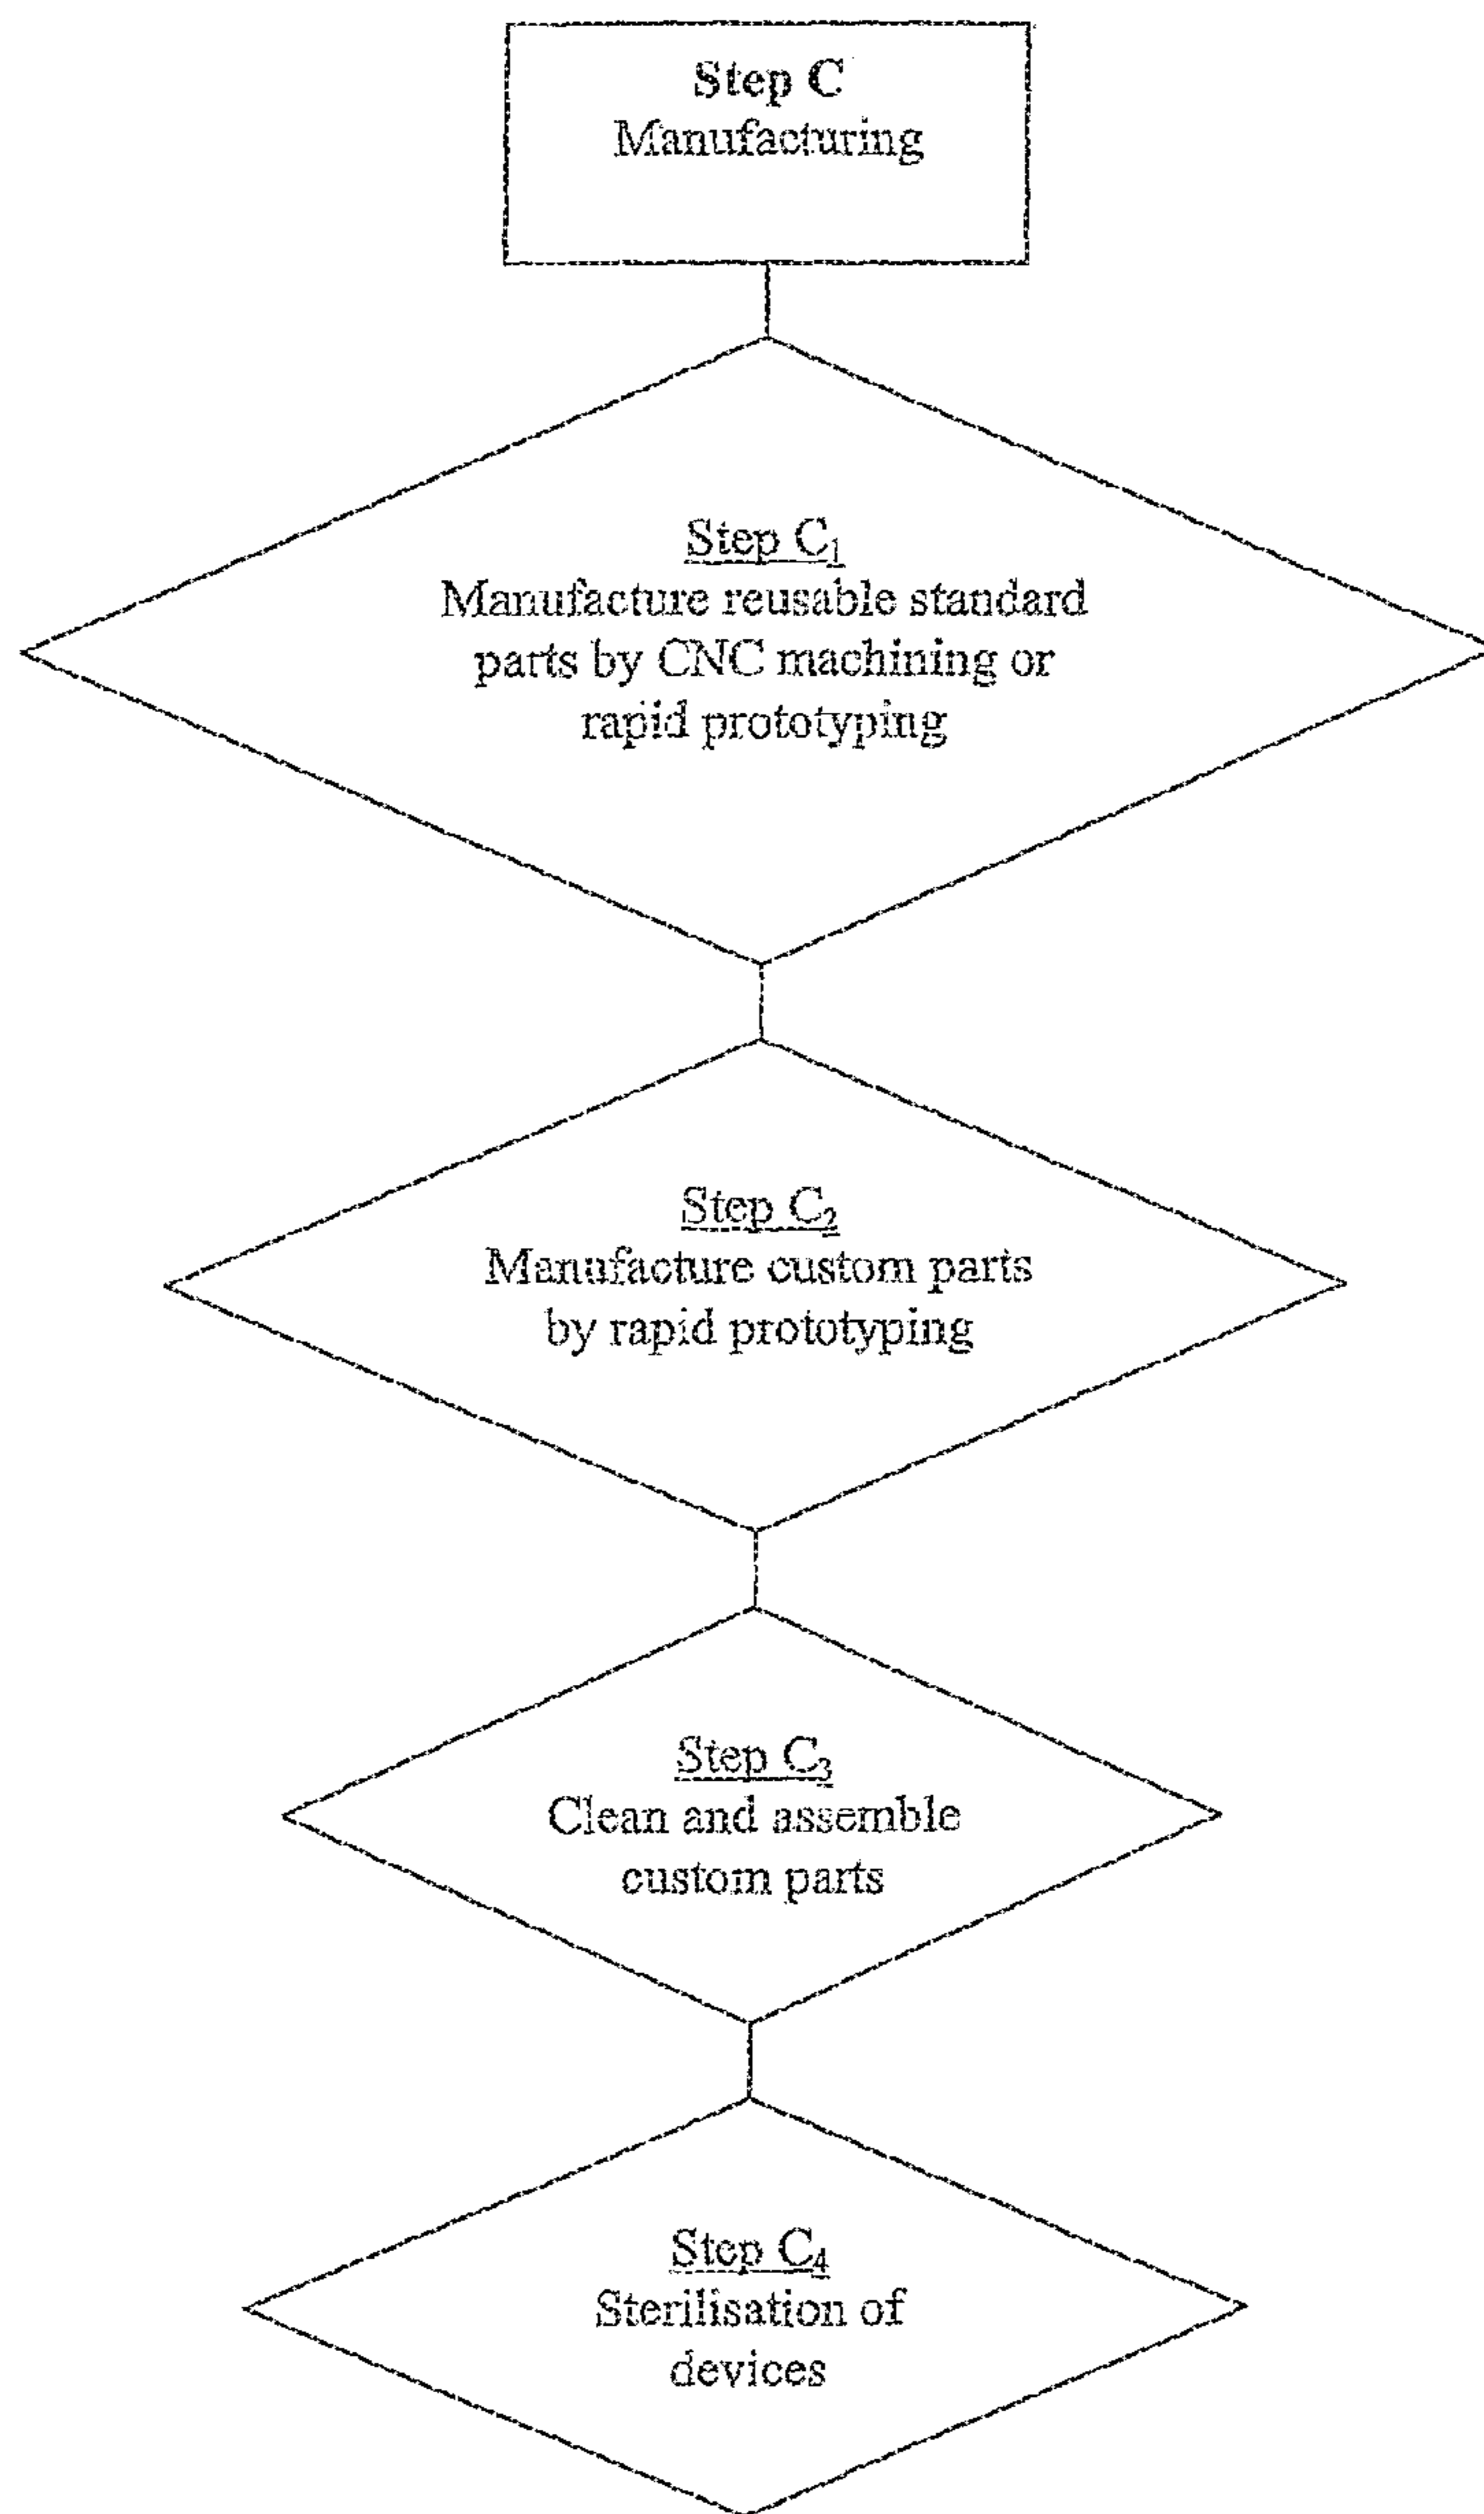 Step C
Manufacturing
Step C₁
Manufacture reusable standard
parts by CNC machining or
rapid prototyping
Step C₂
Manufacture custom parts
by rapid prototyping
Step C₃
Clean and assemble
custom parts
Step C₄
Sterilisation of
devices